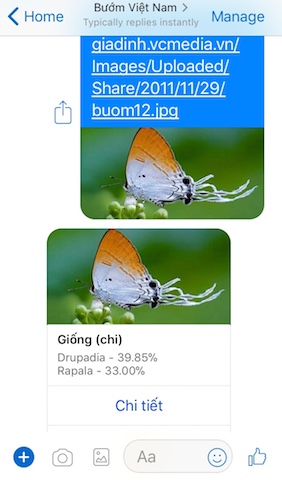 Home
Bướm Việt Nam
Typically replies instantly
Manage
giadinh.vcmedia.vn/
Images/Uploaded/
Share/2011/11/29/
buom12.jpg
Giống (chi)
Drupadia - 39.85%
Rapala - 33.00%
Chi tiết
Aa